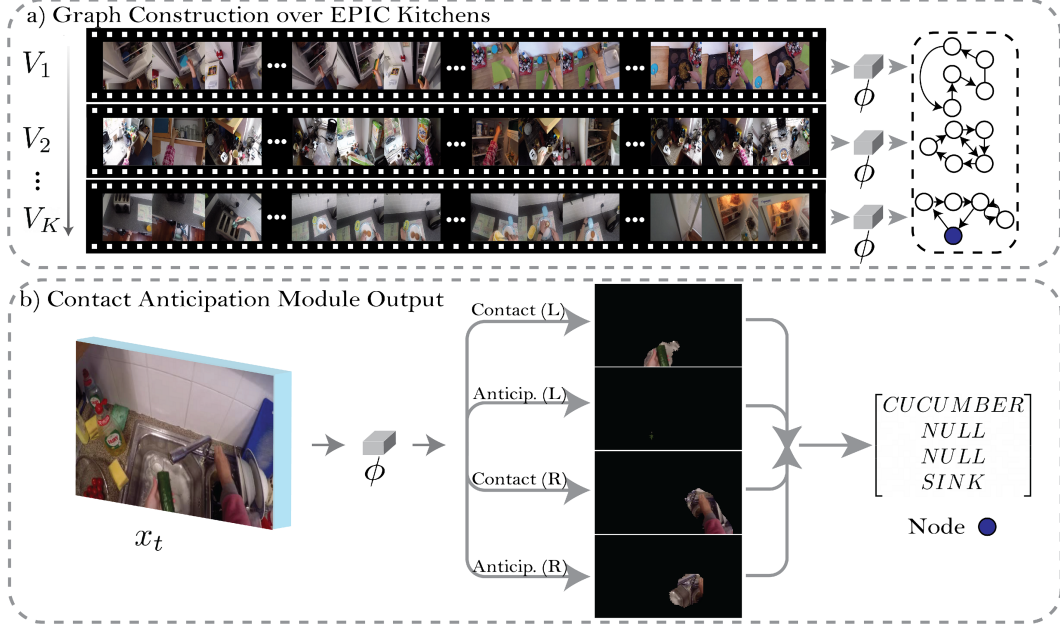 a) Graph Construction over EPIC Kitchens
V1
...
...
...
ϕ
V2
...
...
...
ϕ
⋮
VK
...
...
...
ϕ
b) Contact Anticipation Module Output
Contact (L)
Anticip. (L)
Contact (R)
Anticip. (R)
ϕ
xt
CUCUMBER
NULL
NULL
SINK
Node